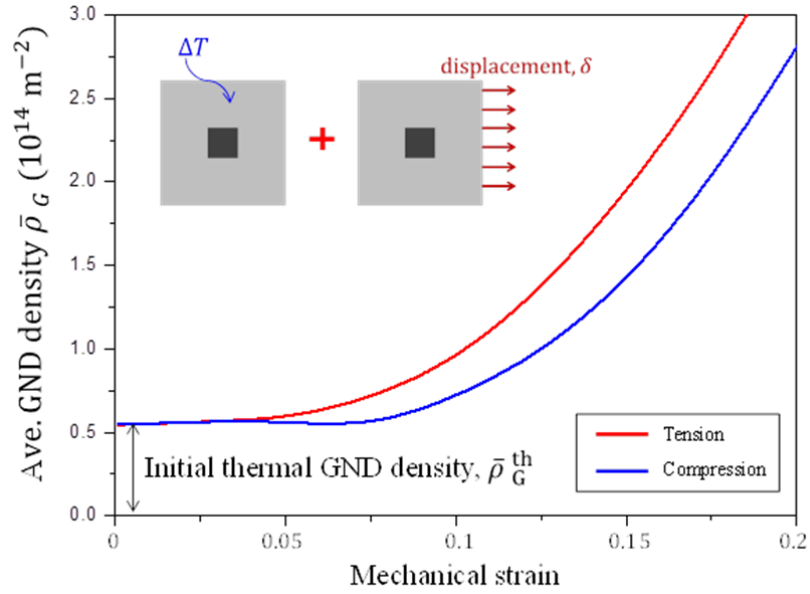 Ave. GND density ρ̄ G (10¹⁴ m⁻²)
3.0
2.5
2.0
1.5
1.0
0.5
0.0
ΔT
+
displacement, δ
Initial thermal GND density, ρ̄ G th
Tension
Compression
0
0.05
0.1
0.15
0.2
Mechanical strain